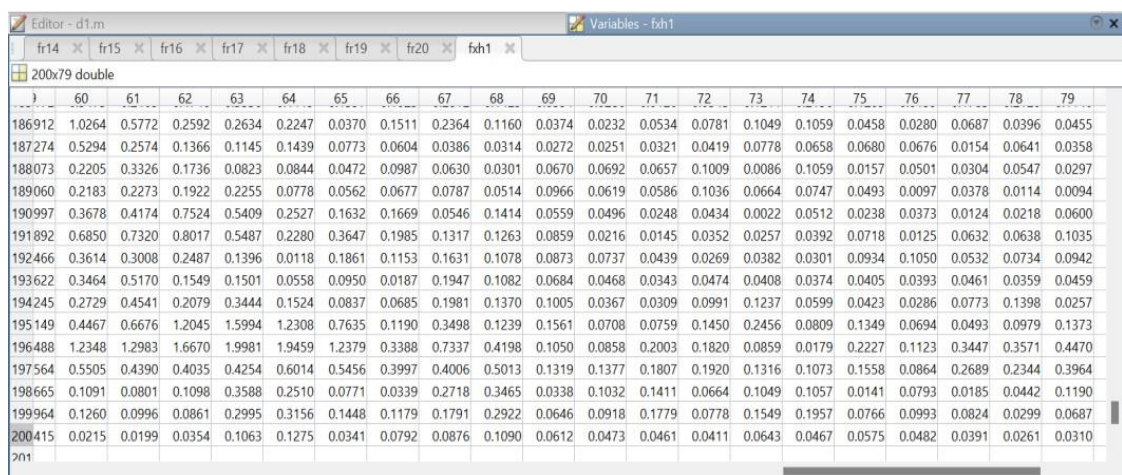 Editor - d1.m Variables - fxh1
fr14 fr15 fr16 fr17 fr18 fr19 fr20 fxh1
200x79 double
60 61 62 63 64 65 66 67 68 69 70 71 72 73 74 75 76 77 78 79
186 912 1.0264 0.5772 0.2592 0.2634 0.2247 0.0370 0.1511 0.2364 0.1160 0.0374 0.0232 0.0534 0.0781 0.1049 0.1059 0.0458 0.0280 0.0687 0.0396 0.0455
187 274 0.5294 0.2574 0.1366 0.1145 0.1439 0.0773 0.0604 0.0386 0.0314 0.0272 0.0251 0.0321 0.0419 0.0778 0.0658 0.0680 0.0676 0.0154 0.0641 0.0358
188 073 0.2205 0.3326 0.1736 0.0823 0.0844 0.0472 0.0987 0.0630 0.0301 0.0670 0.0692 0.0657 0.1009 0.0086 0.1059 0.0157 0.0501 0.0304 0.0547 0.0297
189 060 0.2183 0.2273 0.1922 0.2255 0.0778 0.0562 0.0677 0.0787 0.0514 0.0966 0.0619 0.0586 0.1036 0.0664 0.0747 0.0493 0.0097 0.0378 0.0114 0.0094
190 997 0.3678 0.4174 0.7524 0.5409 0.2527 0.1632 0.1669 0.0546 0.1414 0.0559 0.0496 0.0248 0.0434 0.0022 0.0512 0.0238 0.0373 0.0124 0.0218 0.0600
191 892 0.6850 0.7320 0.8017 0.5487 0.2280 0.3647 0.1985 0.1317 0.1263 0.0859 0.0216 0.0145 0.0352 0.0257 0.0392 0.0718 0.0125 0.0632 0.0638 0.1035
192 466 0.3614 0.3008 0.2487 0.1396 0.0118 0.1861 0.1153 0.1631 0.1078 0.0873 0.0737 0.0439 0.0269 0.0382 0.0301 0.0934 0.1050 0.0532 0.0734 0.0942
193 622 0.3464 0.5170 0.1549 0.1501 0.0558 0.0950 0.0187 0.1947 0.1082 0.0684 0.0468 0.0343 0.0474 0.0408 0.0374 0.0405 0.0393 0.0461 0.0359 0.0459
194 245 0.2729 0.4541 0.2079 0.3444 0.1524 0.0837 0.0685 0.1981 0.1370 0.1005 0.0367 0.0309 0.0991 0.1237 0.0599 0.0423 0.0286 0.0773 0.1398 0.0257
195 149 0.4467 0.6676 1.2045 1.5994 1.2308 0.7635 0.1190 0.3498 0.1239 0.1561 0.0708 0.0759 0.1450 0.2456 0.0809 0.1349 0.0694 0.0493 0.0979 0.1373
196 488 1.2348 1.2983 1.6670 1.9981 1.9459 1.2379 0.3388 0.7337 0.4198 0.1050 0.0858 0.2003 0.1820 0.0859 0.0179 0.2227 0.1123 0.3447 0.3571 0.4470
197 564 0.5505 0.4390 0.4035 0.4254 0.6014 0.5456 0.3997 0.4006 0.5013 0.1319 0.1377 0.1807 0.1920 0.1316 0.1073 0.1558 0.0864 0.2689 0.2344 0.3964
198 665 0.1091 0.0801 0.1098 0.3588 0.2510 0.0771 0.0339 0.2718 0.3465 0.0338 0.1032 0.1411 0.0664 0.1049 0.1057 0.0141 0.0793 0.0185 0.0442 0.1190
199 964 0.1260 0.0996 0.0861 0.2995 0.3156 0.1448 0.1179 0.1791 0.2922 0.0646 0.0918 0.1779 0.0778 0.1549 0.1957 0.0766 0.0993 0.0824 0.0299 0.0687
200 415 0.0215 0.0199 0.0354 0.1063 0.1275 0.0341 0.0792 0.0876 0.1090 0.0612 0.0473 0.0461 0.0411 0.0643 0.0467 0.0575 0.0482 0.0391 0.0261 0.0310
201